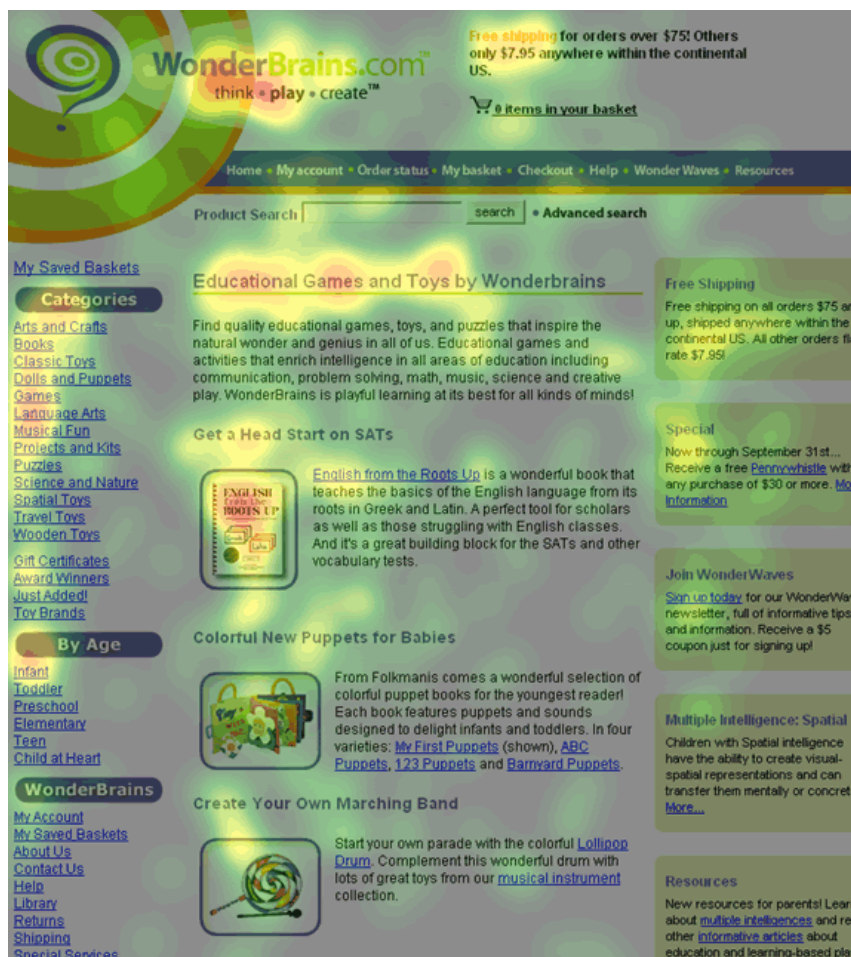 WonderBrains.com™
think • play • create™
Free shipping for orders over $75! Others
only $7.95 anywhere within the continental
US.
0 items in your basket
Home • My account • Order status • My basket • Checkout • Help • Wonder Waves • Resources
Product Search search • Advanced search
My Saved Baskets
Categories
Arts and Crafts
Books
Classic Toys
Dolls and Puppets
Games
Language Arts
Musical Fun
Projects and Kits
Puzzles
Science and Nature
Spatial Toys
Travel Toys
Wooden Toys
Gift Certificates
Award Winners
Just Added!
Toy Brands
By Age
Infant
Toddler
Preschool
Elementary
Teen
Child at Heart
WonderBrains
My Account
My Saved Baskets
About Us
Contact Us
Help
Library
Returns
Shipping
Special Services
Educational Games and Toys by Wonderbrains
Find quality educational games, toys, and puzzles that inspire the
natural wonder and genius in all of us. Educational games and
activities that enrich intelligence in all areas of education including
communication, problem solving, math, music, science and creative
play. WonderBrains is playful learning at its best for all kinds of minds!
Get a Head Start on SATs
ENGLISH
from the
ROOTS UP
Greek
Latin
English from the Roots Up is a wonderful book that
teaches the basics of the English language from its
roots in Greek and Latin. A perfect tool for scholars
as well as those struggling with English classes.
And it's a great building block for the SATs and other
vocabulary tests.
Colorful New Puppets for Babies
From Folkmanis comes a wonderful selection of
colorful puppet books for the youngest reader!
Each book features puppets and sounds
designed to delight infants and toddlers. In four
varieties: My First Puppets (shown), ABC
Puppets, 123 Puppets and Barnyard Puppets.
Create Your Own Marching Band
Start your own parade with the colorful Lollipop
Drum. Complement this wonderful drum with
lots of great toys from our musical instrument
collection.
Free Shipping
Free shipping on all orders $75 an
up, shipped anywhere within the
continental US. All other orders fl
rate $7.95!
Special
Now through September 31st...
Receive a free Pennywhistle with
any purchase of $30 or more. Mo
Information
Join WonderWaves
Sign up today for our WonderWav
newsletter, full of informative tips
and information. Receive a $5
coupon just for signing up!
Multiple Intelligence: Spatial
Children with Spatial intelligence
have the ability to create visual-
spatial representations and can
transfer them mentally or concret
More...
Resources
New resources for parents! Lear
about multiple intelligences and re
other informative articles about
education and learning-based pla